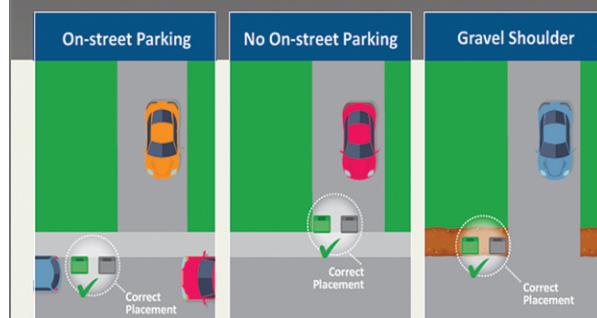 On-street Parking
No On-street Parking
Gravel Shoulder
Correct
Placement
Correct
Placement
Correct
Placement